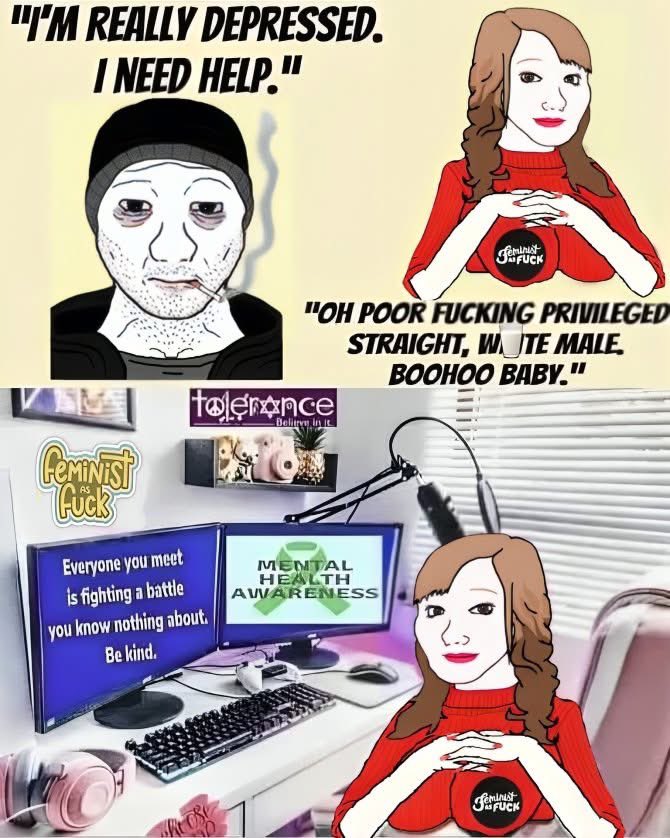 "I'M REALLY DEPRESSED.
I NEED HELP."
Feminist
AS FUCK
"OH POOR FUCKING PRIVILEGED
STRAIGHT, W TE MALE.
BOOHOO BABY."
tolerance
Believe in it.
FEMINIST
AS
FUCK
Everyone you meet
is fighting a battle
you know nothing about.
Be kind.
MENTAL
HEALTH
AWARENESS
Feminist
AS FUCK